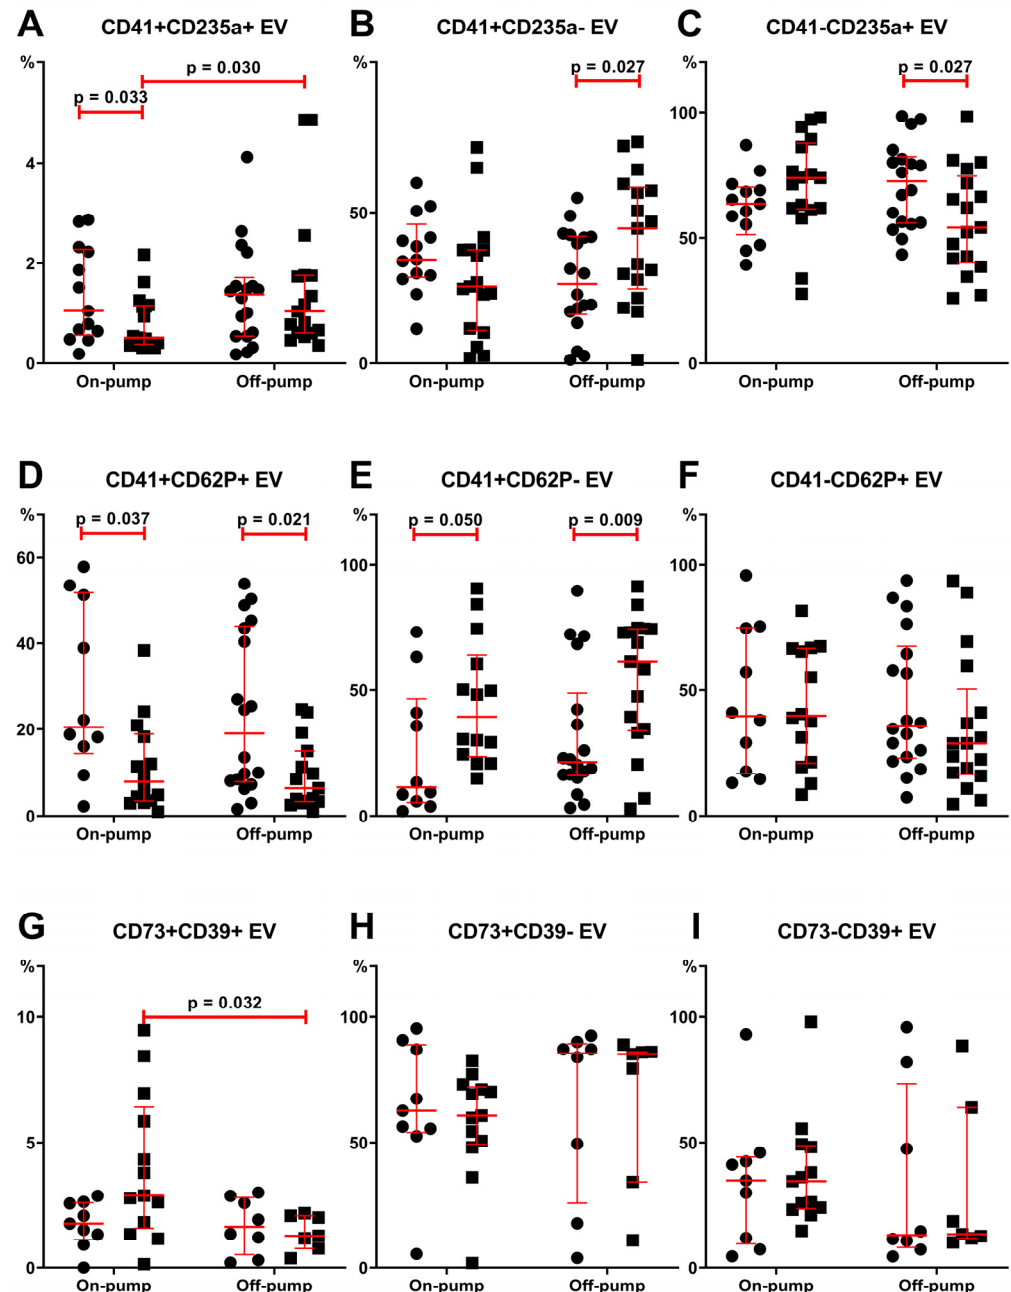 A CD41+CD235a+ EV
%
p = 0.030
p = 0.033
4
2
0
On-pump Off-pump
B CD41+CD235a- EV
%
p = 0.027
50
0
On-pump Off-pump
C CD41-CD235a+ EV
%
p = 0.027
100
50
0
On-pump Off-pump
D CD41+CD62P+ EV
%
p = 0.037 p = 0.021
60
40
20
0
On-pump Off-pump
E CD41+CD62P- EV
%
p = 0.050 p = 0.009
100
50
0
On-pump Off-pump
F CD41-CD62P+ EV
%
100
50
0
On-pump Off-pump
G CD73+CD39+ EV
%
p = 0.032
10
5
0
On-pump Off-pump
H CD73+CD39- EV
%
100
50
0
On-pump Off-pump
I CD73-CD39+ EV
%
100
50
0
On-pump Off-pump